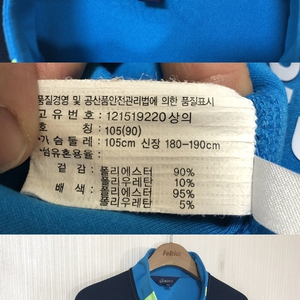 품질경영 및 공산품안전관리법에 의한 품질표시
고유번호 : 121519220상의
호칭 : 105(90)
가슴둘레 : 105cm 신장 180-190cm
섬유혼용율 :
겉감 : 폴리에스터 90%
폴리우레탄 10%
배색 : 폴리에스터 95%
폴리우레탄 5%